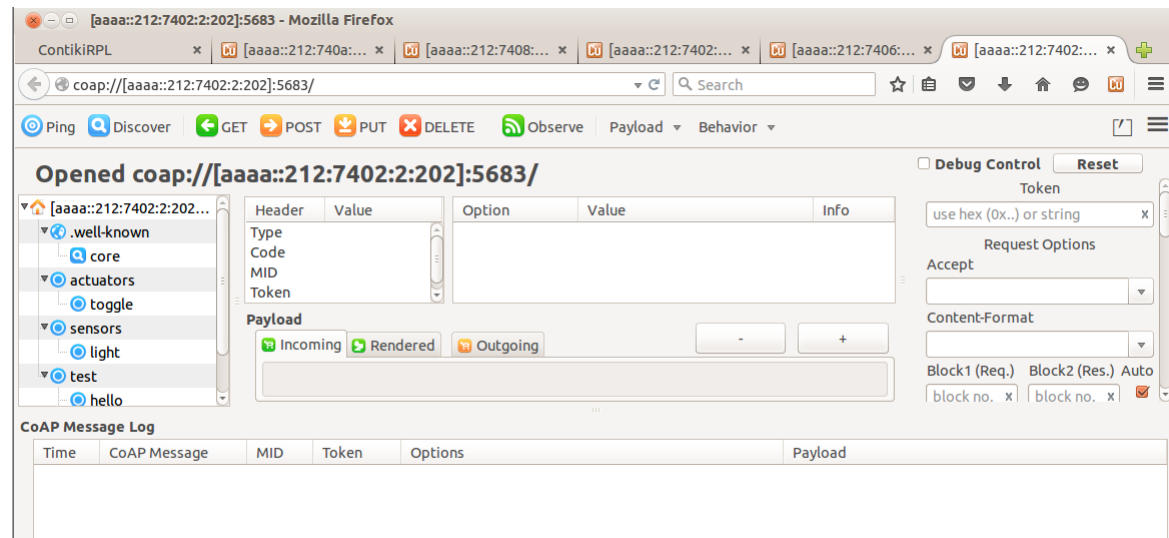 [aaaa::212:7402:2:202]:5683 - Mozilla Firefox
ContikiRPL × [aaaa::212:740a:... × [aaaa::212:7408:... × [aaaa::212:7402:... × [aaaa::212:7406:... × [aaaa::212:7402:... ×
coap://[aaaa::212:7402:2:202]:5683/ Search
Ping Discover GET POST PUT DELETE Observe Payload Behavior
Opened coap://[aaaa::212:7402:2:202]:5683/
Debug Control Reset
Token
use hex (0x..) or string x
Request Options
Accept
Content-Format
Block1 (Req.) Block2 (Res.) Auto
block no. x block no. x
[aaaa::212:7402:2:202...
.well-known
core
actuators
toggle
sensors
light
test
hello
Header Value
Type
Code
MID
Token
Option Value Info
Payload
Incoming Rendered Outgoing - +
CoAP Message Log
Time CoAP Message MID Token Options Payload